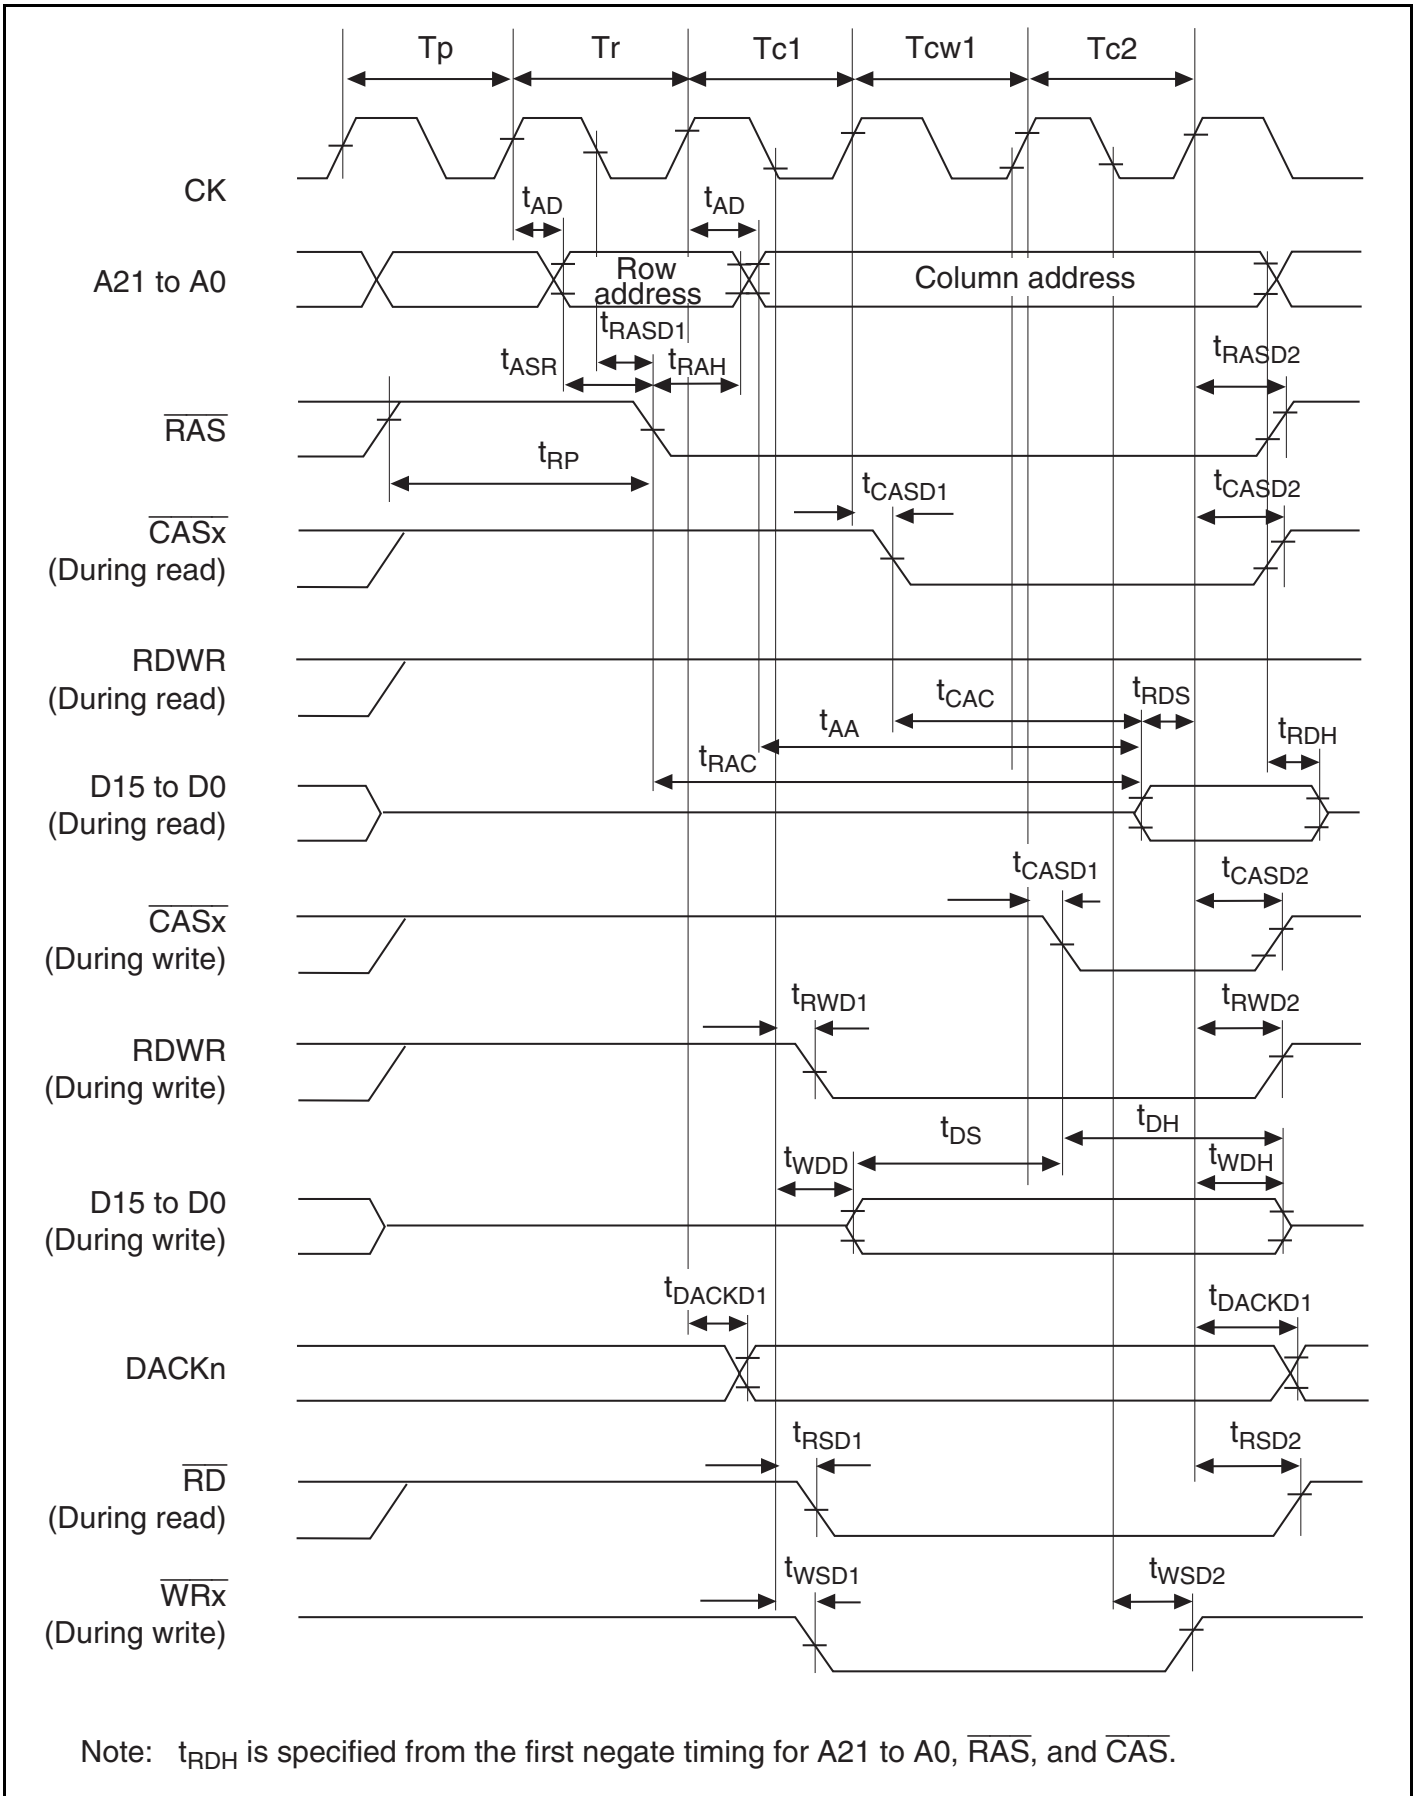 Tp Tr Tc1 Tcw1 Tc2
CK
tAD tAD
A21 to A0
Row
address
Column address
tRASD1
tASR tRAH tRASD2
RAS
tRP
tCASD1 tCASD2
CASx
(During read)
RDWR
(During read)
tCAC tRDS
tAA tRDH
tRAC
D15 to D0
(During read)
tCASD1 tCASD2
CASx
(During write)
tRWD1 tRWD2
RDWR
(During write)
tDS tDH
tWDD tWDH
D15 to D0
(During write)
tDACKD1 tDACKD1
DACKn
tRSD1 tRSD2
RD
(During read)
tWSD1 tWSD2
WRx
(During write)
Note: tRDH is specified from the first negate timing for A21 to A0, RAS, and CAS.